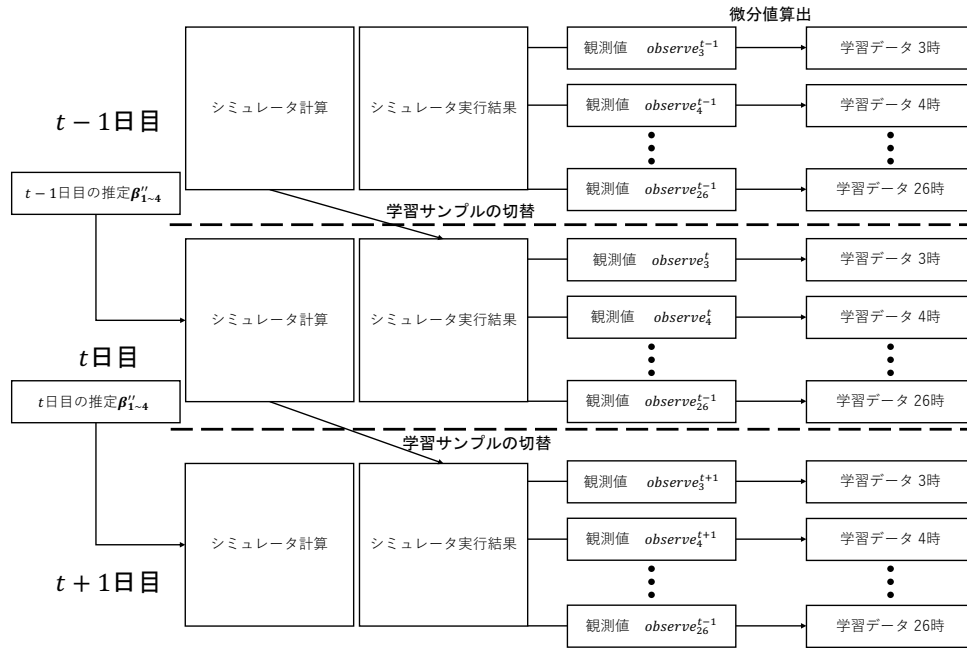 微分値算出
観測値 observe₃ᵗ⁻¹
学習データ 3時
t − 1日目
シミュレータ計算
シミュレータ実行結果
観測値 observe₄ᵗ⁻¹
学習データ 4時
t − 1日目の推定β''₁~₄
観測値 observe₂₆ᵗ⁻¹
学習データ 26時
学習サンプルの切替
観測値 observe₃ᵗ
学習データ 3時
シミュレータ計算
シミュレータ実行結果
観測値 observe₄ᵗ
学習データ 4時
t日目
t日目の推定β''₁~₄
観測値 observe₂₆ᵗ⁻¹
学習データ 26時
学習サンプルの切替
観測値 observe₃ᵗ⁺¹
学習データ 3時
シミュレータ計算
シミュレータ実行結果
観測値 observe₄ᵗ⁺¹
学習データ 4時
t + 1日目
観測値 observe₂₆ᵗ⁺¹
学習データ 26時